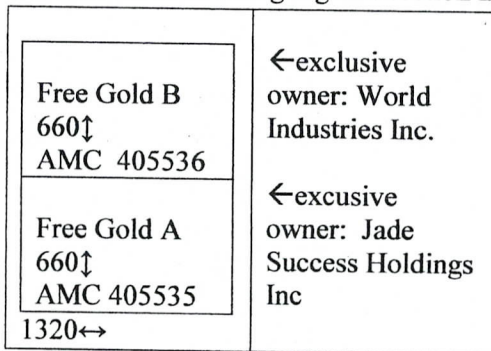 Free Gold B
660↕
AMC 405536
Free Gold A
660↕
AMC 405535
1320↔
←exclusive
owner: World
Industries Inc.
←excusive
owner: Jade
Success Holdings
Inc